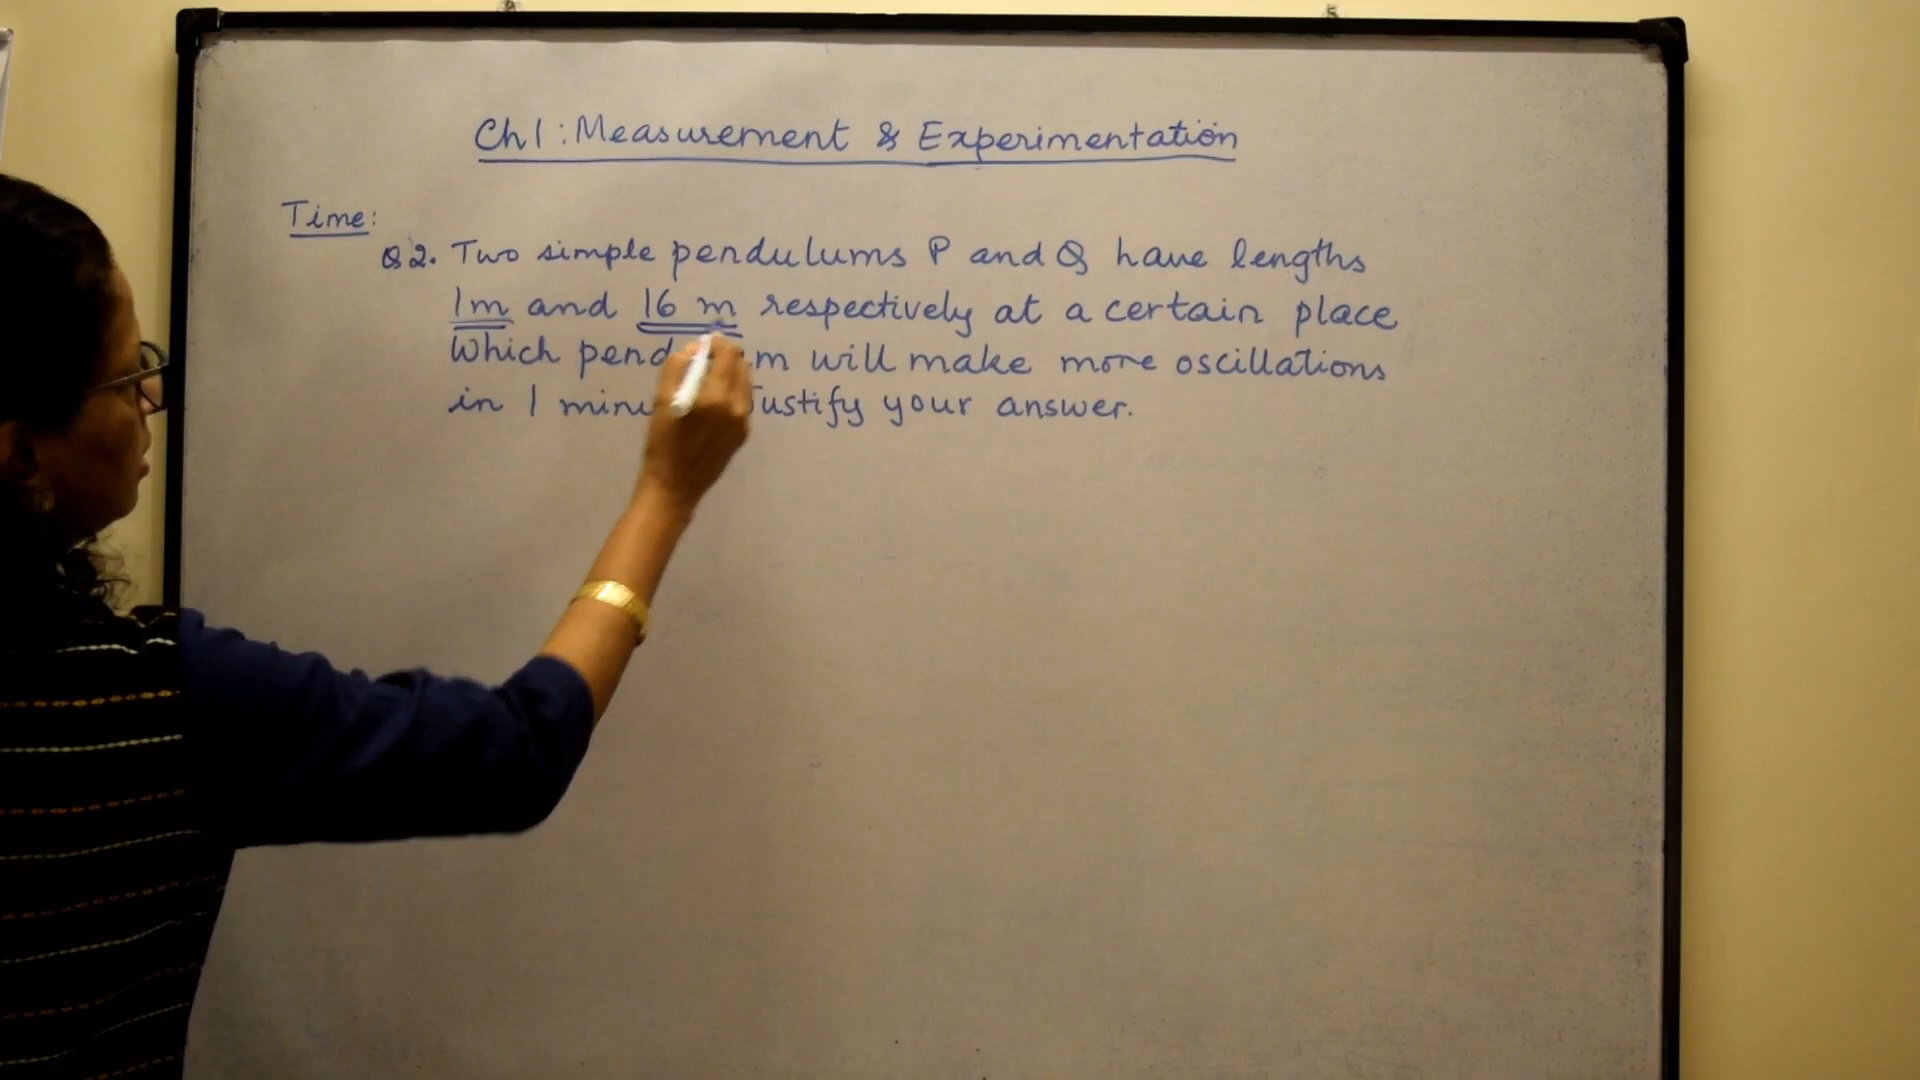 Ch1: Measurement & Experimentation
Time:
Q2. Two simple pendulums P and Q have lengths
1m and 16 m respectively at a certain place
Which will make more oscillations
in 1 Justify your answer.